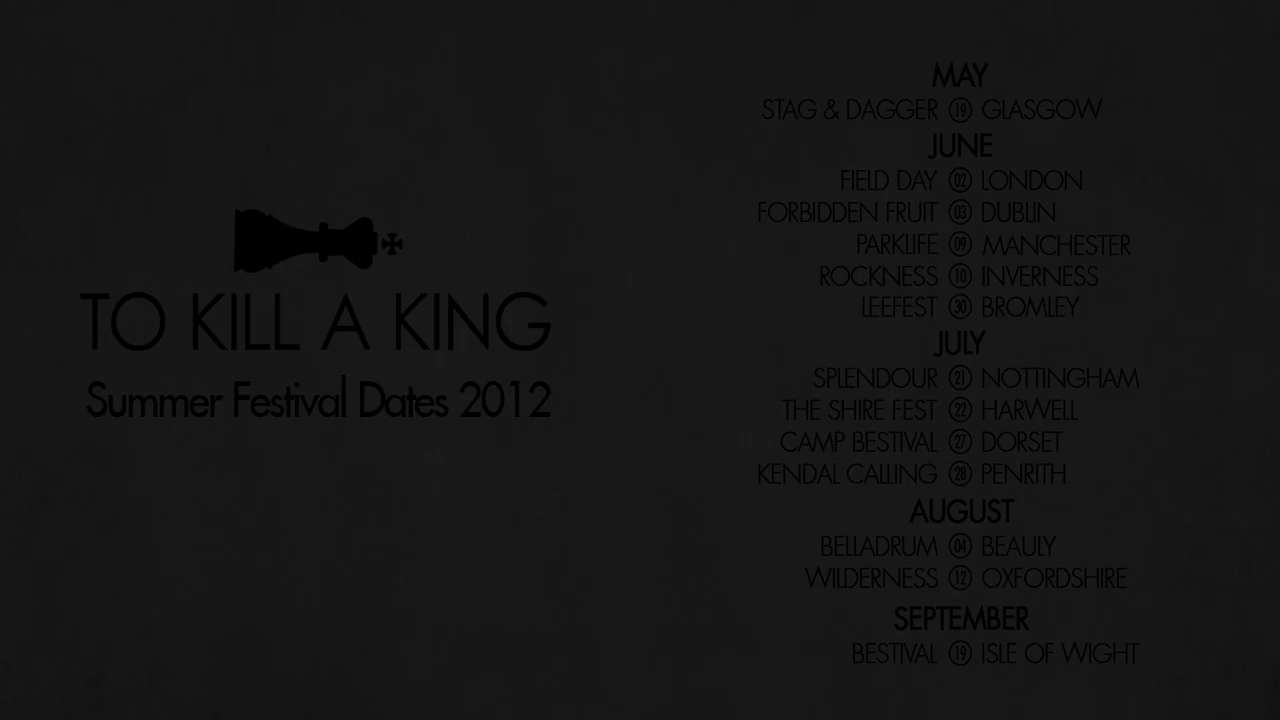 TO KILL A KING
Summer Festival Dates 2012
MAY
STAG & DAGGER 19 GLASGOW
JUNE
FIELD DAY 02 LONDON
FORBIDDEN FRUIT 03 DUBLIN
PARKLIFE 09 MANCHESTER
ROCKNESS 10 INVERNESS
LEEFEST 30 BROMLEY
JULY
SPLENDOUR 21 NOTTINGHAM
THE SHIRE FEST 22 HARWELL
CAMP BESTIVAL 27 DORSET
KENDAL CALLING 28 PENRITH
AUGUST
BELLADRUM 04 BEAULY
WILDERNESS 12 OXFORDSHIRE
SEPTEMBER
BESTIVAL 19 ISLE OF WIGHT